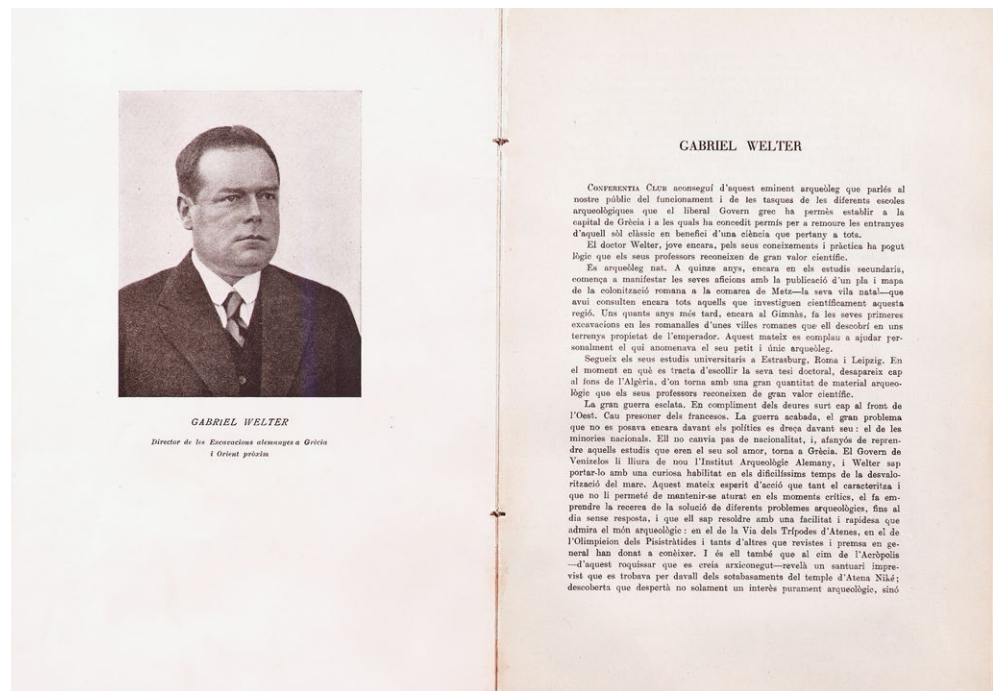 GABRIEL WELTER
Director de les Excavacions alemanyes a Grècia
i Orient pròxim
GABRIEL WELTER
CONFERENTIA CLUB aconseguí d'aquest eminent arqueòleg que parlés al
nostre públic del funcionament i de les tasques de les diferents escoles
arqueològiques que el liberal Govern grec ha permès establir a la
capital de Grècia i a les quals ha concedit permís per a remoure les entranyes
d'aquell sòl clàssic en benefici d'una ciència que pertany a tots.
El doctor Welter, jove encara, pels seus coneixements i pràctica ha pogut
lògic que els seus professors reconeixen de gran valor científic.
Es arqueòleg nat. A quinze anys, encara en els estudis secundaris,
comença a manifestar les seves aficions amb la publicació d'un pla i mapa
de la colonització romana a la comarca de Metz—la seva vila natal—que
avui consulten encara tots aquells que investiguen científicament aquesta
regió. Uns quants anys més tard, encara al Gimnàs, fa les seves primeres
excavacions en les romanalles d'unes villes romanes que ell descobrí en uns
terrenys propietat de l'emperador. Aquest mateix es complau a ajudar per-
sonalment el qui anomenava el seu petit i únic arqueòleg.
Segueix els seus estudis universitaris a Estrasburg, Roma i Leipzig. En
el moment en què es tracta d'escollir la seva tesi doctoral, desapareix cap
al fons de l'Algèria, d'on torna amb una gran quantitat de material arqueo-
lògic que els seus professors reconeixen de gran valor científic.
La gran guerra esclata. En compliment dels deures surt cap al front de
l'Oest. Cau presoner dels francesos. La guerra acabada, el gran problema
que no es posava encara davant els polítics es dreça davant seu: el de les
minories nacionals. Ell no canvia pas de nacionalitat, i, afanyós de repren-
dre aquells estudis que eren el seu sol amor, torna a Grècia. El Govern de
Venizelos li lliura de nou l'Institut Arqueològic Alemany, i Welter sap
portar-lo amb una curiosa habilitat en els dificilíssims temps de la desvalo-
rització del marc. Aquest mateix esperit d'acció que tant el caracteritza i
que no li permeté de mantenir-se aturat en els moments crítics, el fa em-
prendre la recerca de la solució de diferents problemes arqueològics, fins al
dia sense resposta, i que ell sap resoldre amb una facilitat i rapidesa que
admira el món arqueològic: en el de la Via dels Trípodes d'Atenes, en el de
l'Olimpieion dels Pisistràtides i tants d'altres que revistes i premsa en ge-
neral han donat a conèixer. I és ell també que al cim de l'Acròpolis
—d'aquest roquissar que es creia arxiconegut—revelà un santuari impre-
vist que es trobava per davall dels sotabasaments del temple d'Atena Niké;
descoberta que despertà no solament un interès purament arqueològic, sinó